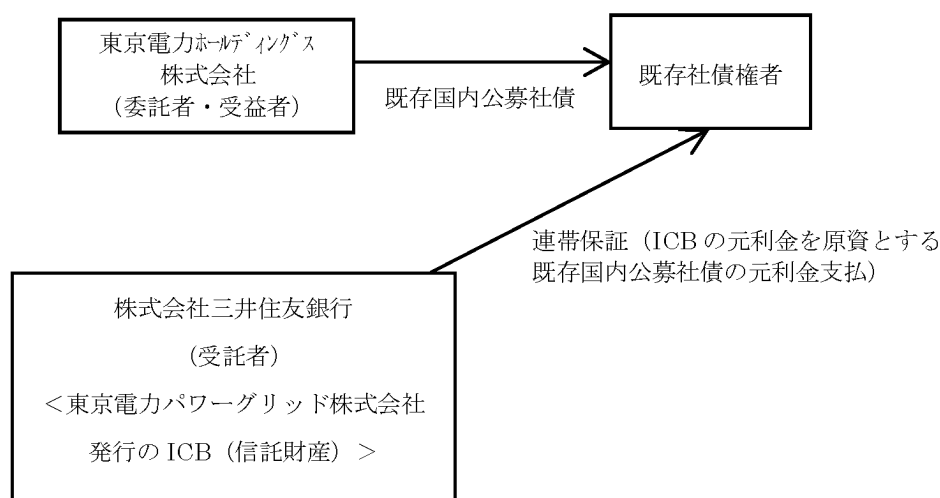 東京電力ﾎｰﾙﾃﾞｨﾝｸﾞｽ
株式会社
（委託者・受益者）
既存国内公募社債
既存社債権者
連帯保証（ICB の元利金を原資とする
既存国内公募社債の元利金支払）
株式会社三井住友銀行
（受託者）
＜東京電力パワーグリッド株式会社
発行の ICB（信託財産）＞